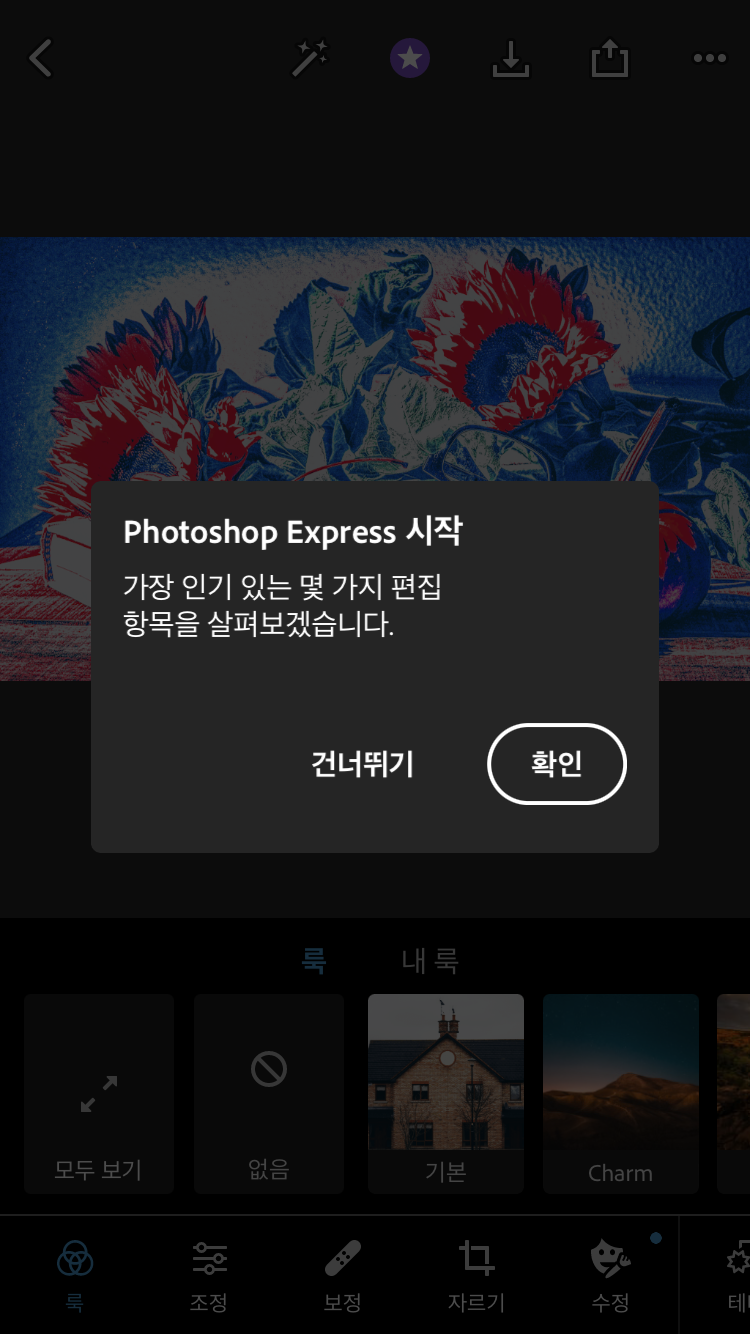 Photoshop Express 시작
가장 인기 있는 몇 가지 편집
항목을 살펴보겠습니다.
건너뛰기
확인
룩
내 룩
모두 보기
없음
기본
Charm
룩
조정
보정
자르기
수정